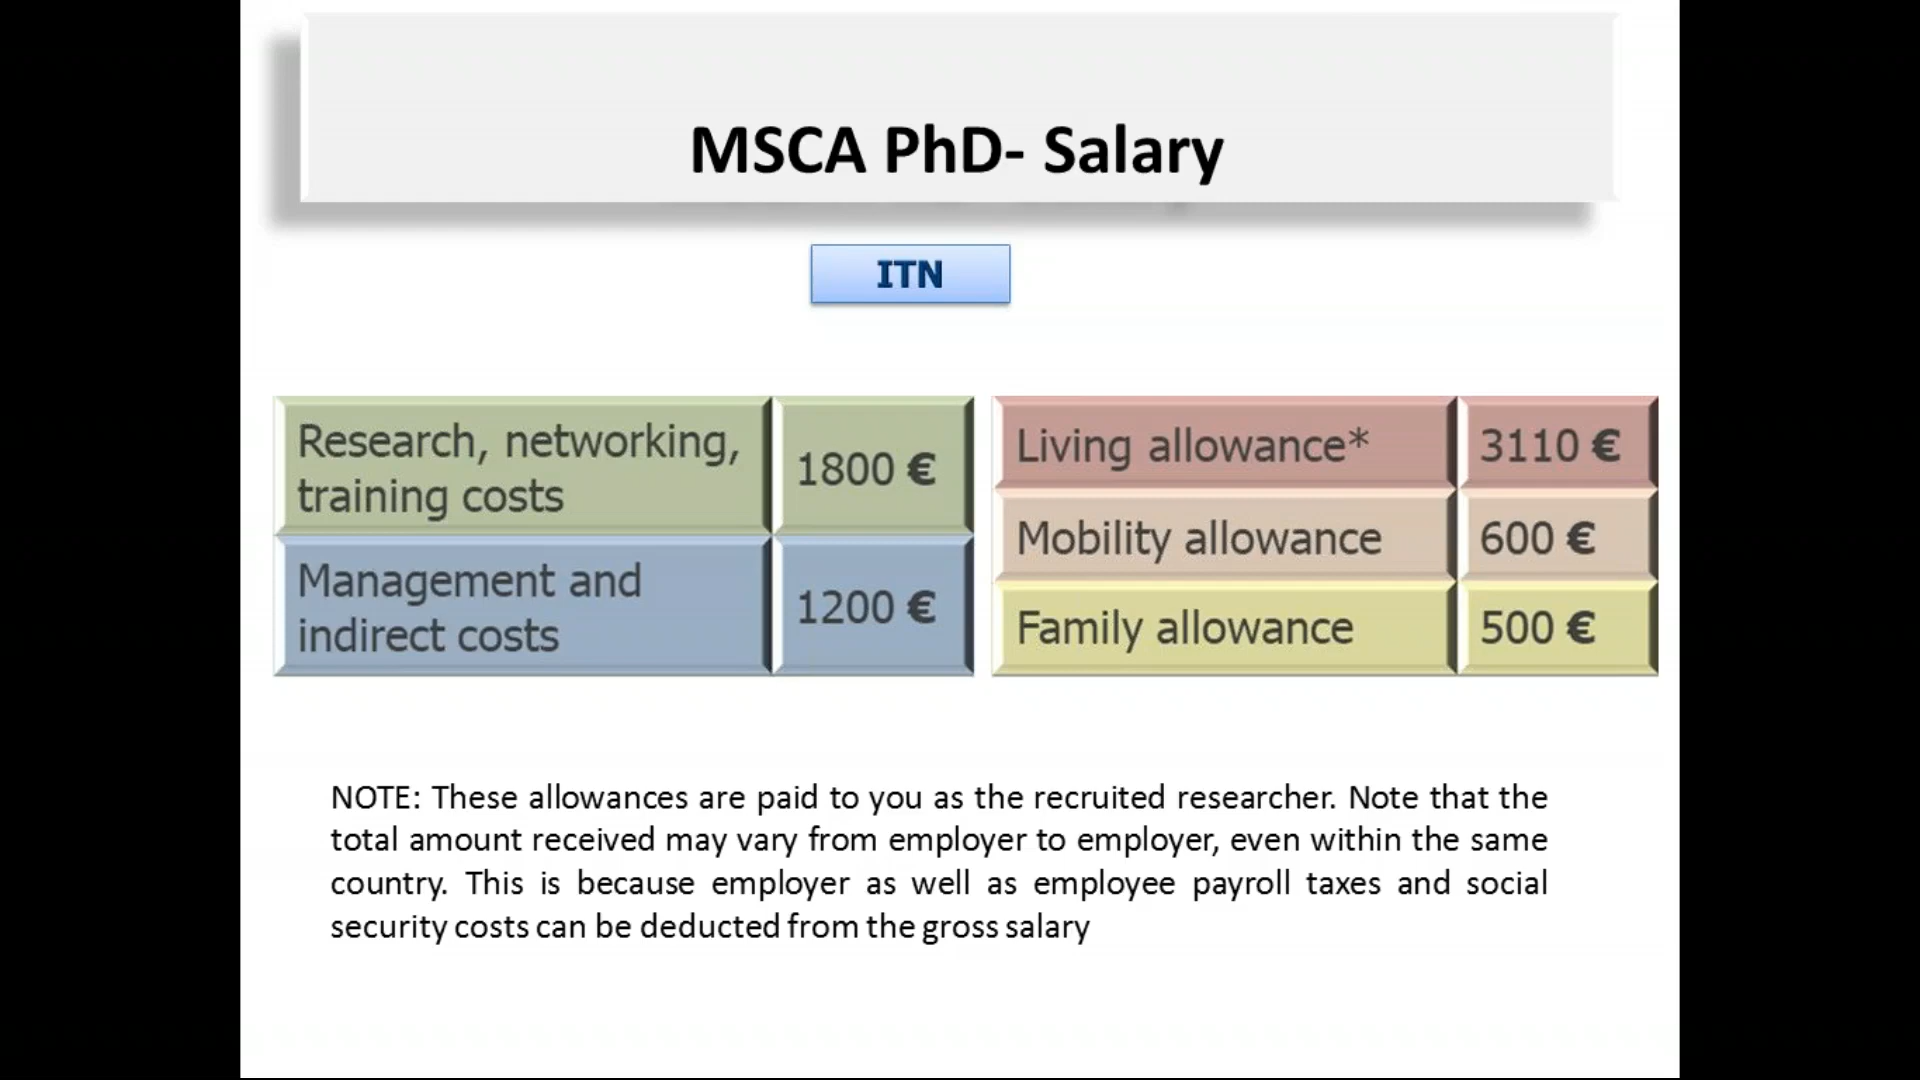 MSCA PhD- Salary
ITN
Research, networking,
training costs
1800 €
Management and
indirect costs
1200 €
Living allowance*
3110 €
Mobility allowance
600 €
Family allowance
500 €
NOTE: These allowances are paid to you as the recruited researcher. Note that the
total amount received may vary from employer to employer, even within the same
country. This is because employer as well as employee payroll taxes and social
security costs can be deducted from the gross salary